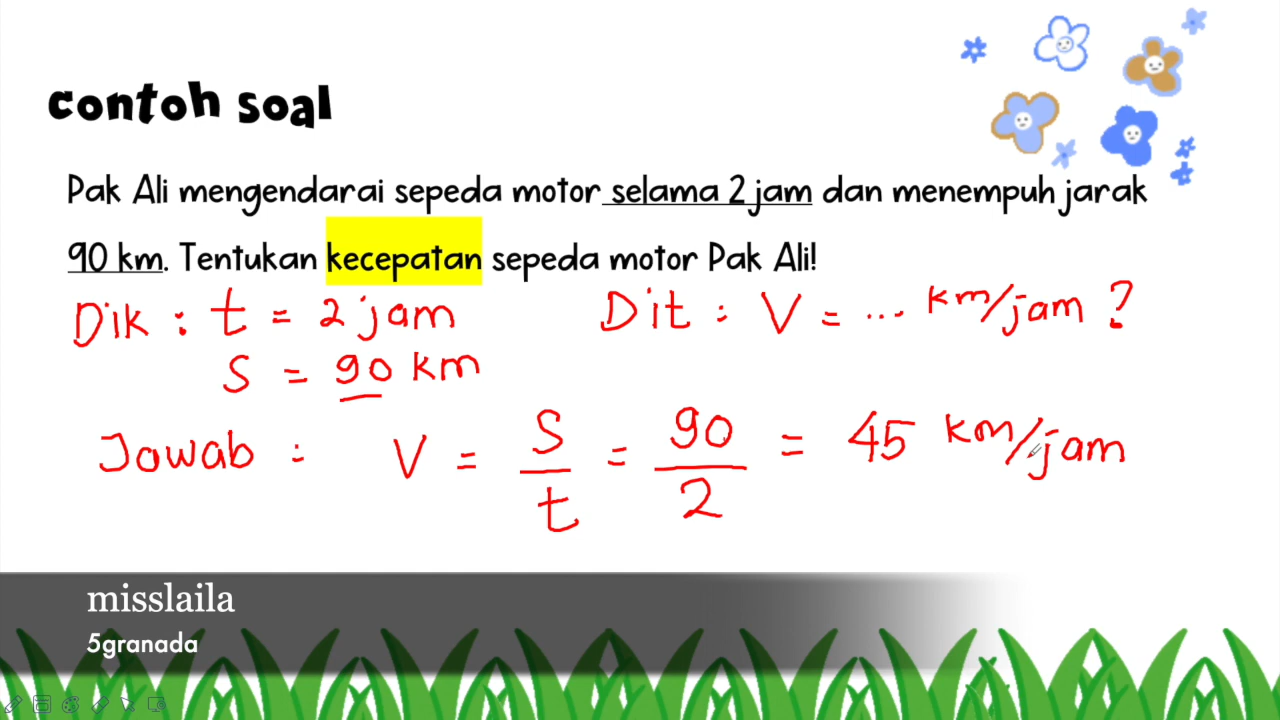 contoh soal
Pak Ali mengendarai sepeda motor selama 2 jam dan menempuh jarak
90 km. Tentukan kecepatan sepeda motor Pak Ali!
Dik : t = 2 jam
Dit : V = ... km/jam ?
S = 90 km
Jawab : V = S/t = 90/2 = 45 km/jam
misslaila
5granada